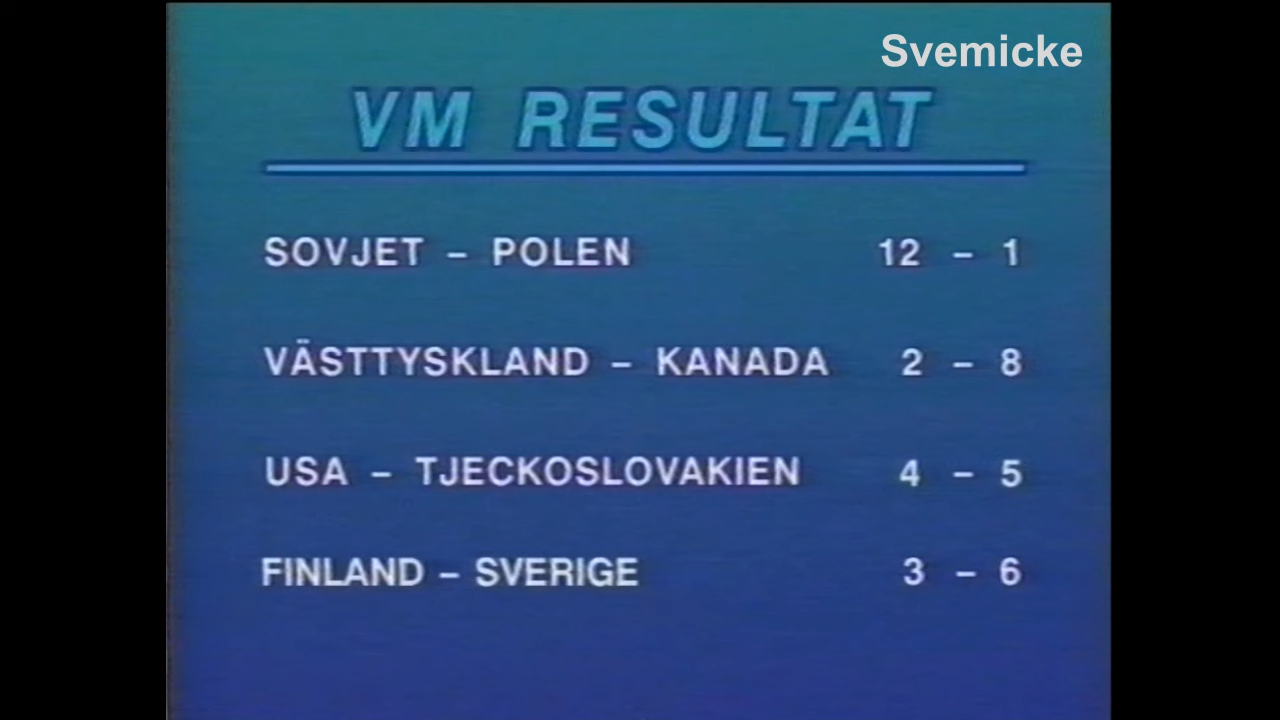 Svemicke
VM RESULTAT
SOVJET – POLEN 12 – 1
VÄSTTYSKLAND – KANADA 2 – 8
USA – TJECKOSLOVAKIEN 4 – 5
FINLAND – SVERIGE 3 – 6